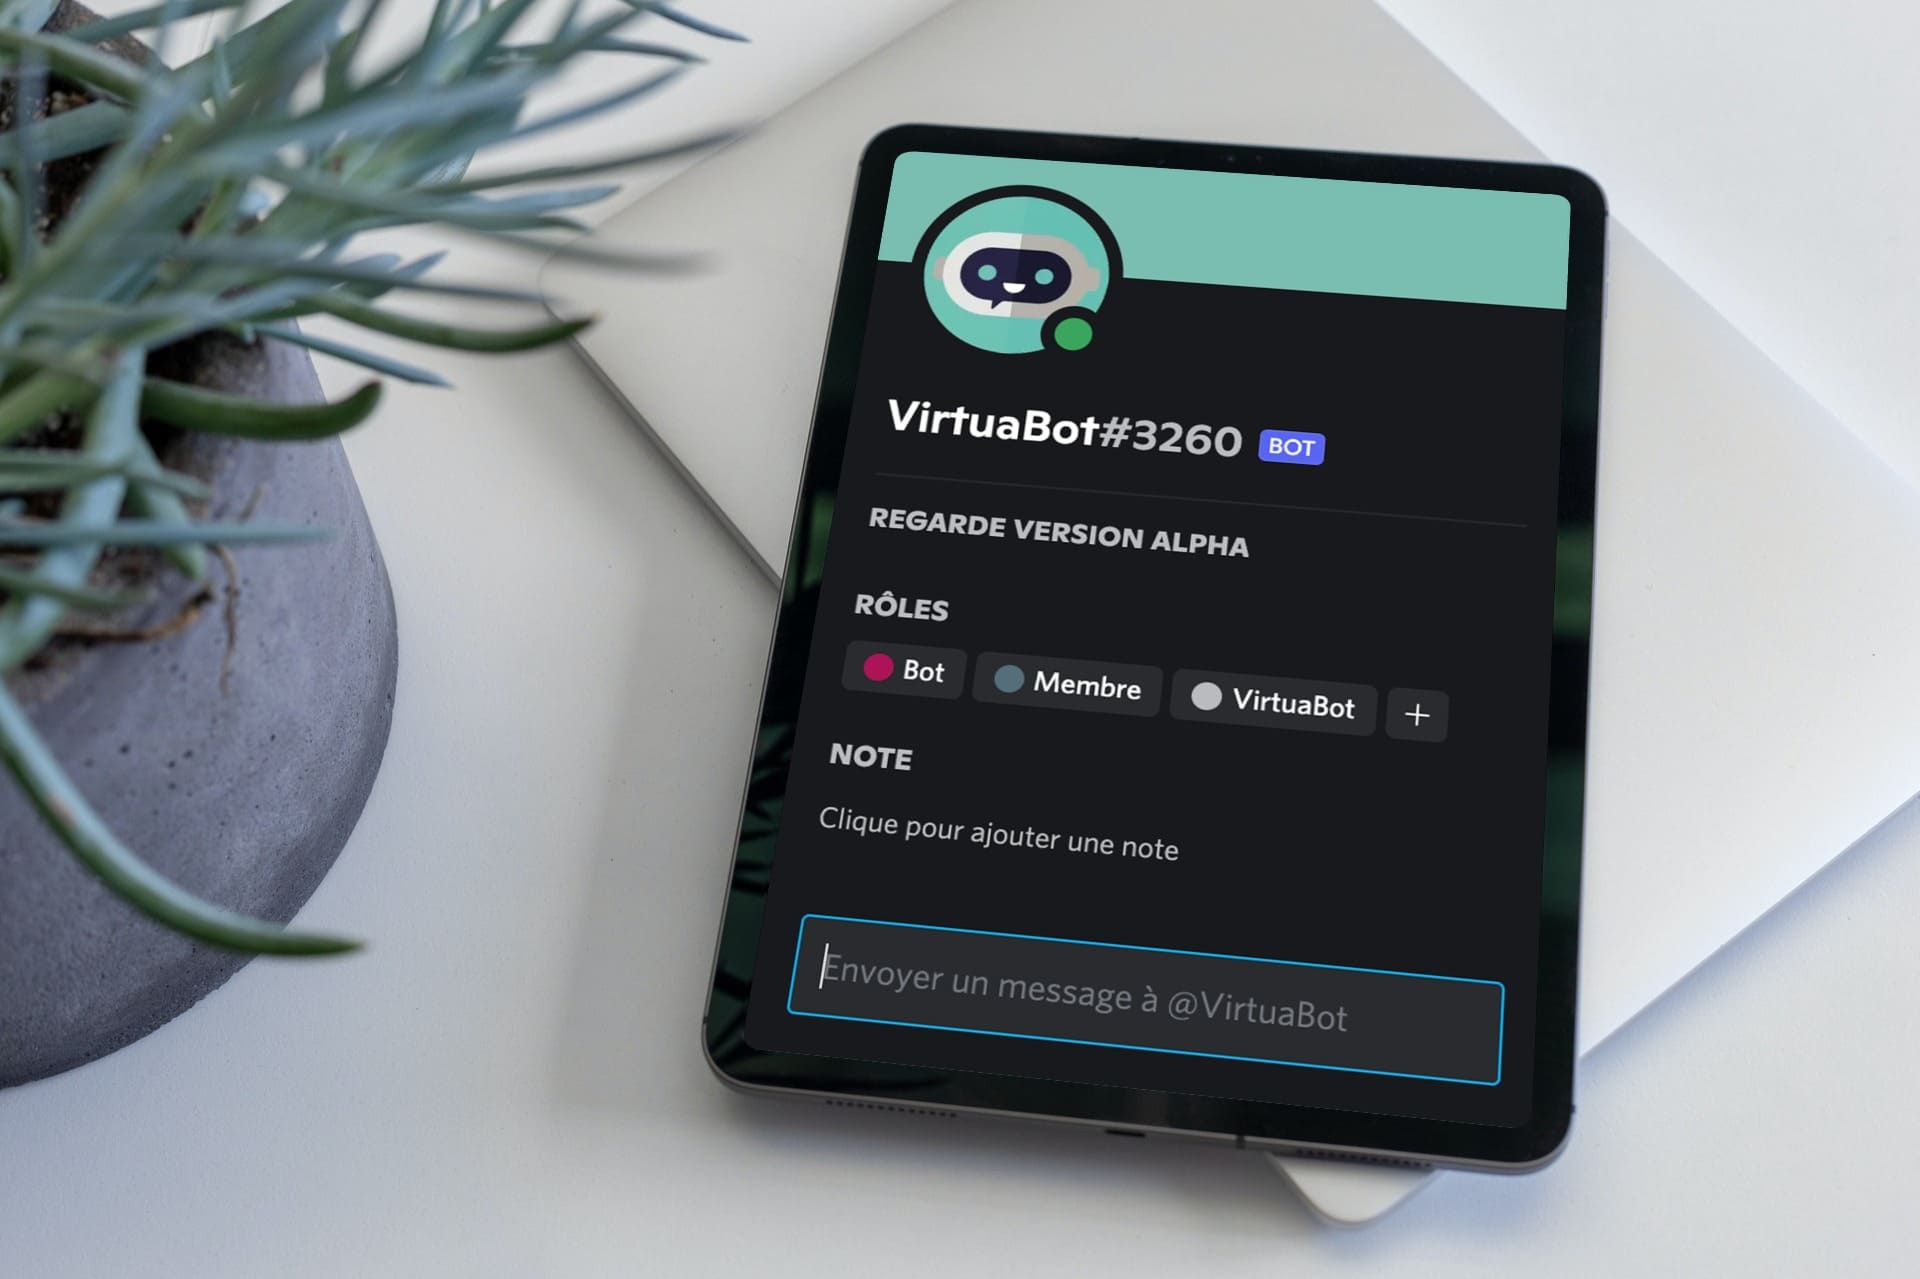 VirtuaBot#3260 BOT
REGARDE VERSION ALPHA
RÔLES
Bot Membre VirtuaBot +
NOTE
Clique pour ajouter une note
Envoyer un message à @VirtuaBot